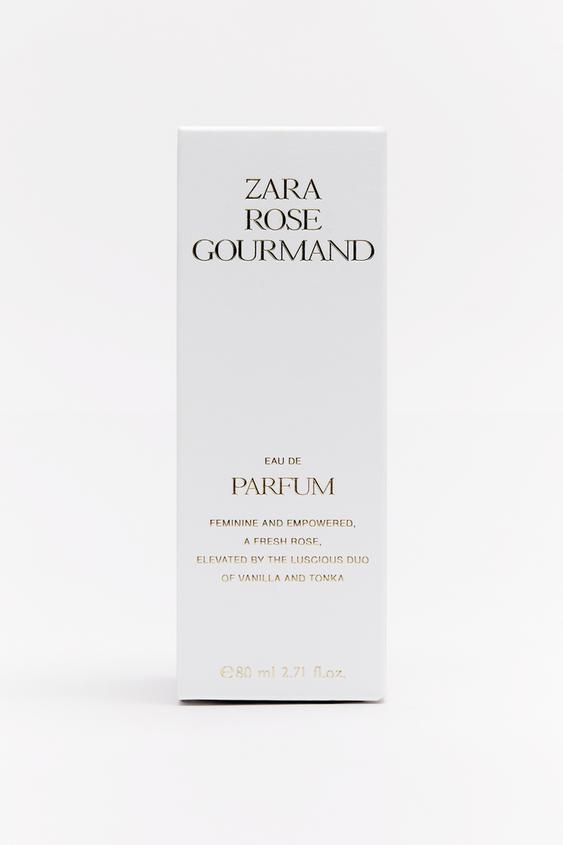 ZARA
ROSE
GOURMAND
EAU DE
PARFUM
FEMININE AND EMPOWERED,
A FRESH ROSE,
ELEVATED BY THE LUSCIOUS DUO
OF VANILLA AND TONKA
℮80 ml 2.71 fl.oz.